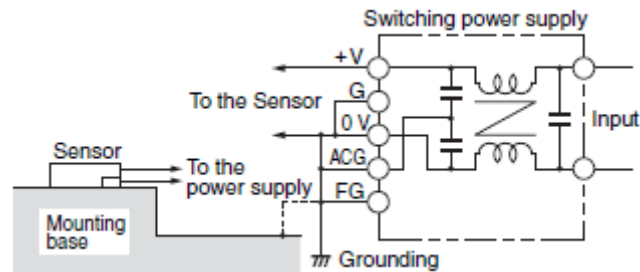 Switching power supply
+V
G
To the Sensor
0 V
Input
Sensor
To the
power supply
ACG
FG
Mounting
base
Grounding